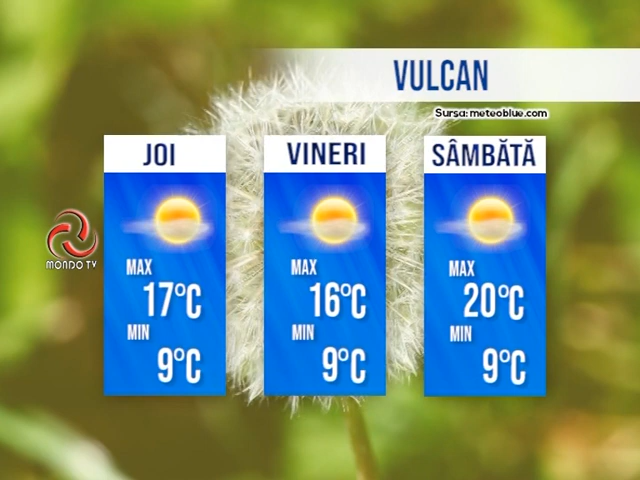 VULCAN
Sursa: meteoblue.com
JOI
MAX
17°C
MIN
9°C
VINERI
MAX
16°C
MIN
9°C
SÂMBĂTĂ
MAX
20°C
MIN
9°C
MONDO TV